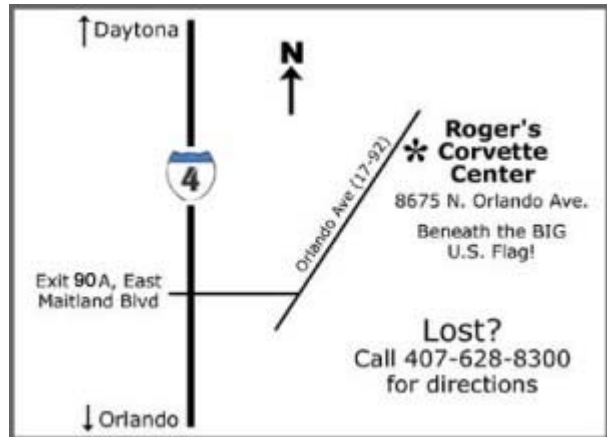 ↑ Daytona
N
4
Orlando Ave (17-92)
* Roger's
Corvette
Center
8675 N. Orlando Ave.
Beneath the BIG
U.S. Flag!
Exit 90A, East
Maitland Blvd
Lost?
Call 407-628-8300
for directions
↓ Orlando